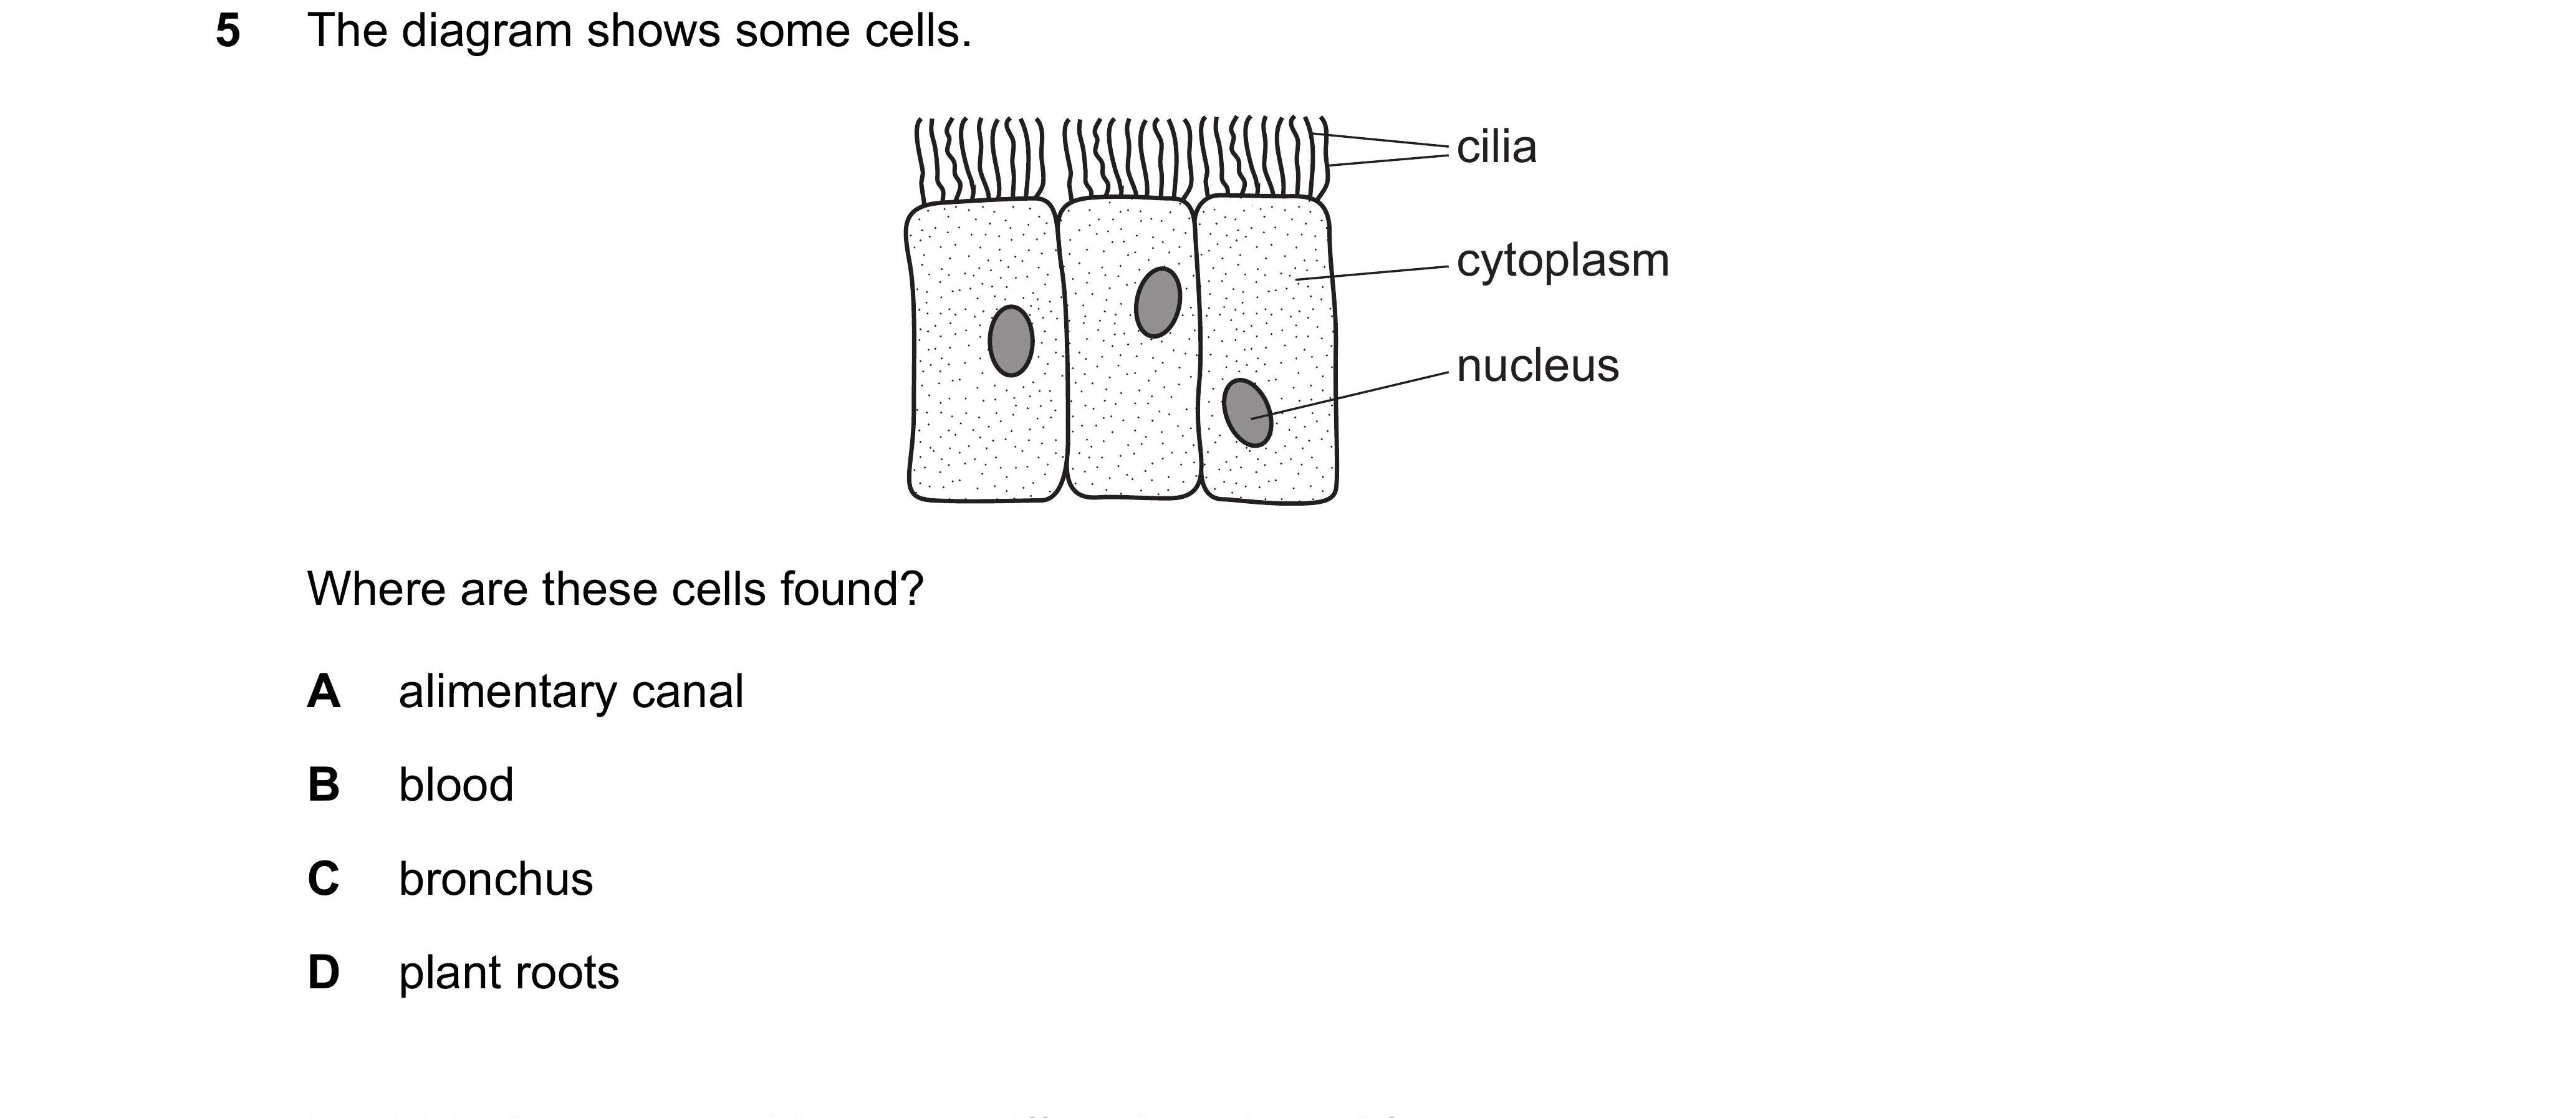 5 The diagram shows some cells.
cilia
cytoplasm
nucleus
Where are these cells found?
A alimentary canal
B blood
C bronchus
D plant roots